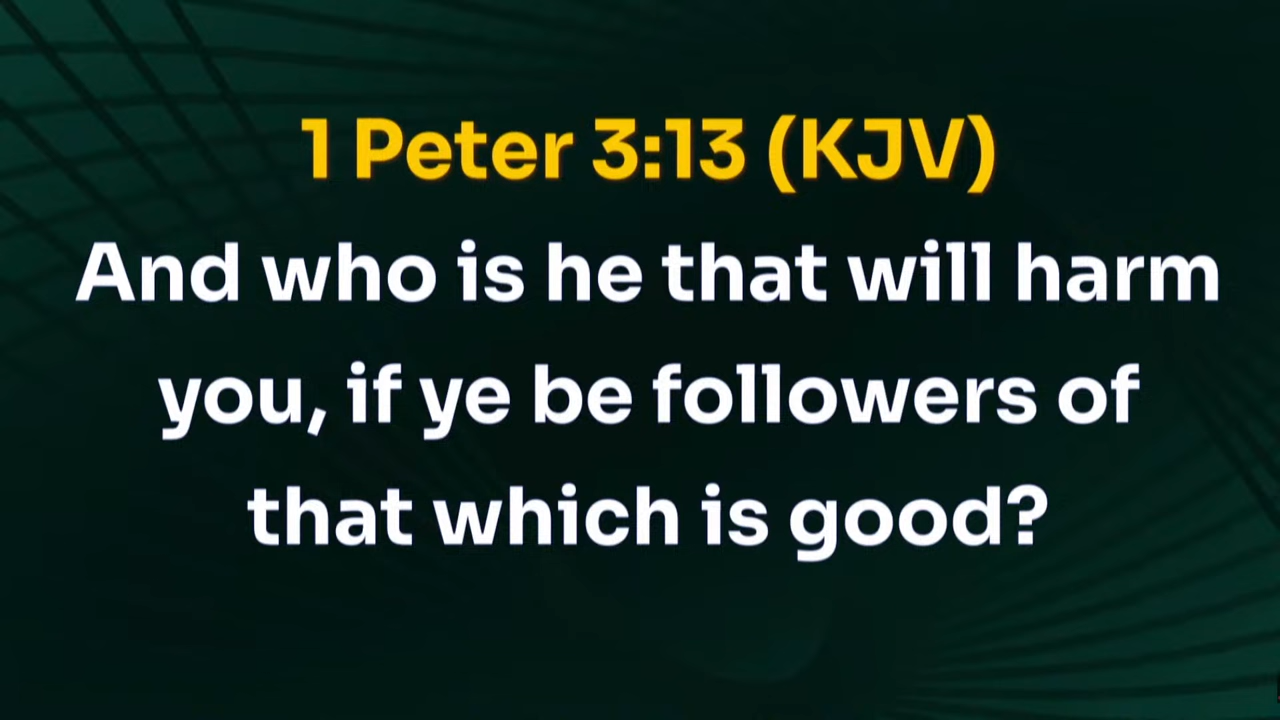 1 Peter 3:13 (KJV)
And who is he that will harm
you, if ye be followers of
that which is good?